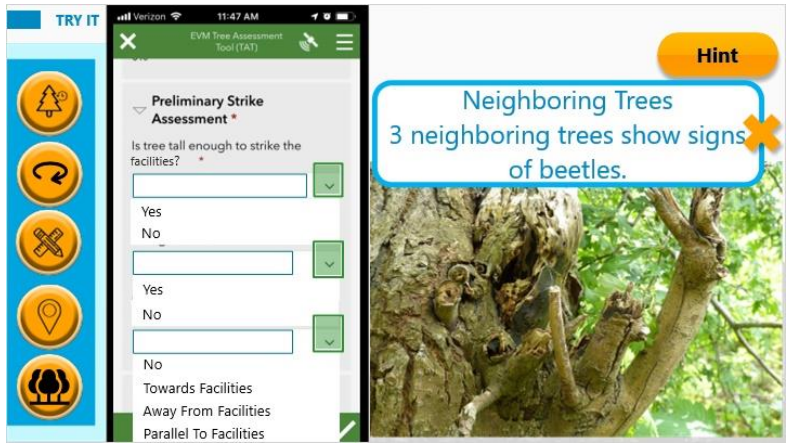 TRY IT
Verizon
11:47 AM
EVM Tree Assessment
Tool (TAT)
Preliminary Strike
Assessment *
Is tree tall enough to strike the
facilities? *
Yes
No
Yes
No
No
Towards Facilities
Away From Facilities
Parallel To Facilities
Hint
Neighboring Trees
3 neighboring trees show signs
of beetles.